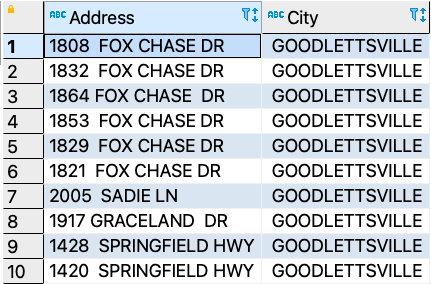 ABC Address ABC City
1 1808  FOX CHASE DR GOODLETTSVILLE
2 1832  FOX CHASE DR GOODLETTSVILLE
3 1864 FOX CHASE  DR GOODLETTSVILLE
4 1853  FOX CHASE DR GOODLETTSVILLE
5 1829  FOX CHASE DR GOODLETTSVILLE
6 1821  FOX CHASE DR GOODLETTSVILLE
7 2005  SADIE LN GOODLETTSVILLE
8 1917 GRACELAND  DR GOODLETTSVILLE
9 1428  SPRINGFIELD HWY GOODLETTSVILLE
10 1420  SPRINGFIELD HWY GOODLETTSVILLE